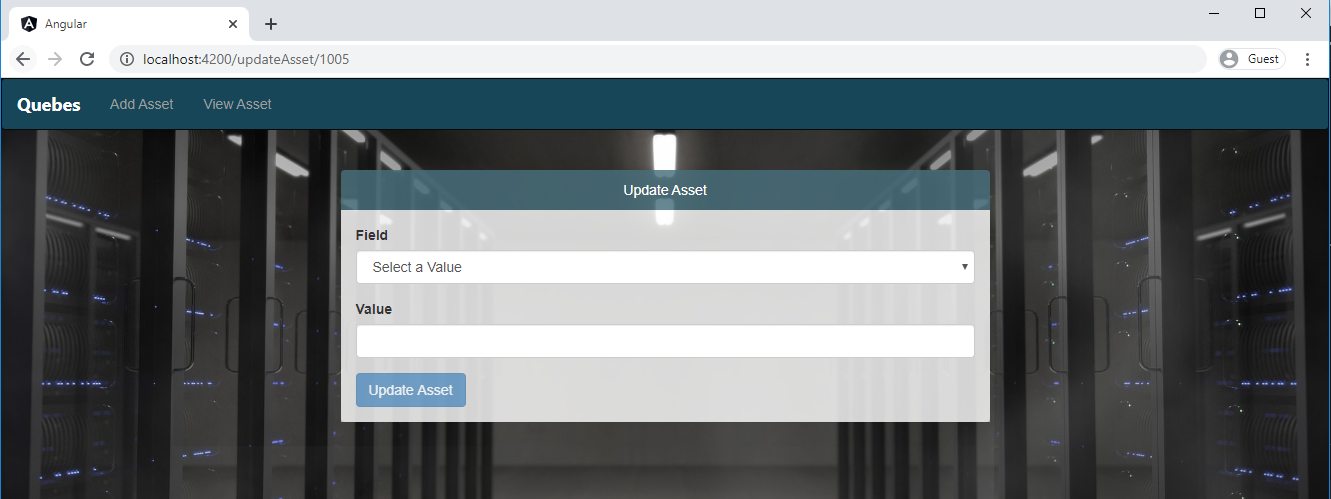 Angular
localhost:4200/updateAsset/1005
Guest
Quebes Add Asset View Asset
Update Asset
Field
Select a Value
Value
Update Asset